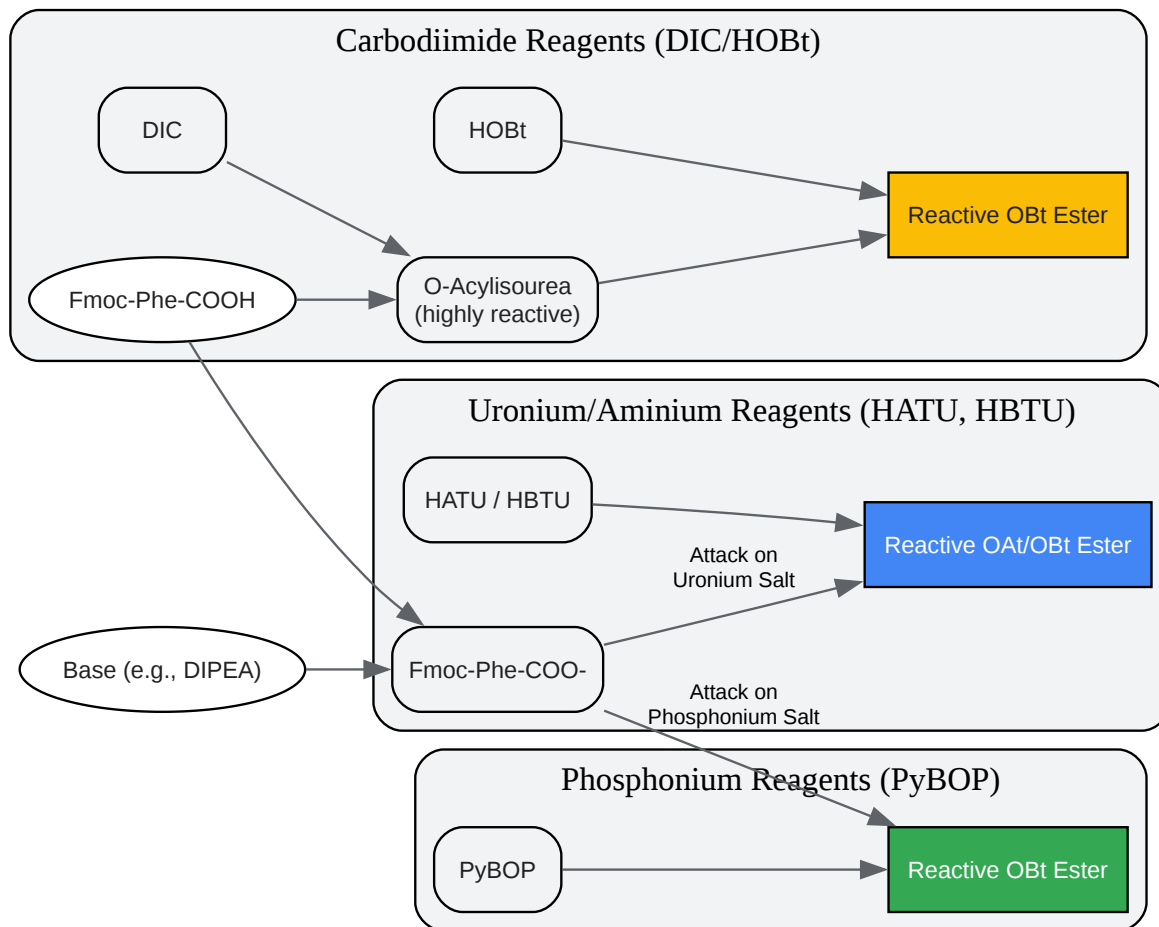 Carbodiimide Reagents (DIC/HOBt)
DIC
HOBt
Reactive OBt Ester
Fmoc-Phe-COOH
O-Acylisourea
(highly reactive)
Uronium/Aminium Reagents (HATU, HBTU)
HATU / HBTU
Reactive OAt/OBt Ester
Attack on
Uronium Salt
Base (e.g., DIPEA)
Fmoc-Phe-COO-
Attack on
Phosphonium Salt
Phosphonium Reagents (PyBOP)
PyBOP
Reactive OBt Ester